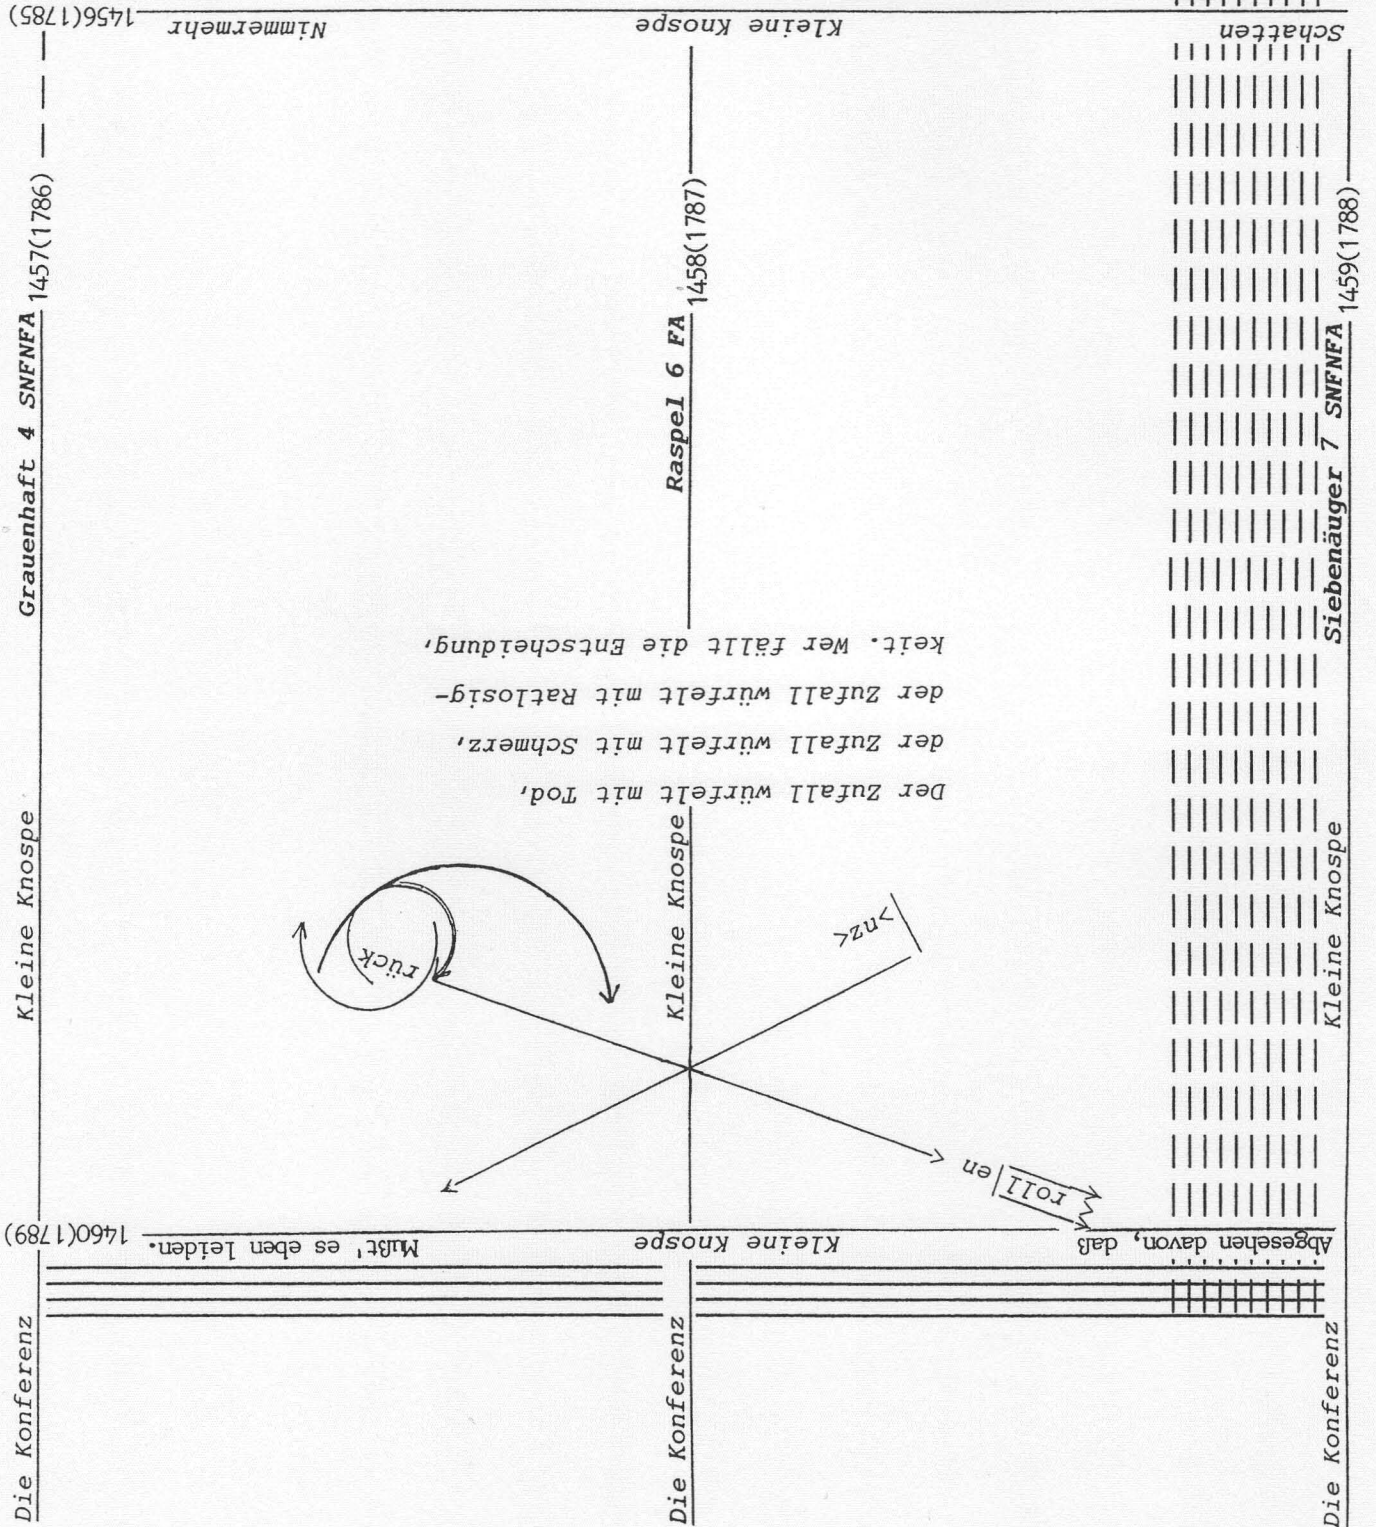 Abgesehen davon, daß
Kleine Knospe
Mußt' es eben leiden.
1460(1789)
roll|en
rück
>nz<
Der Zufall würfelt mit Tod,
der Zufall würfelt mit Schmerz,
der Zufall würfelt mit Ratlosig-
keit. Wer fällt die Entscheidung,
Schatten
Kleine Knospe
Nimmermehr
1456(1785)
Die Konferenz
Kleine Knospe
Grauenhaft 4 SNFNFA
1457(1786)
Die Konferenz
Kleine Knospe
Raspel 6 FA
1458(1787)
Die Konferenz
Kleine Knospe
Siebenäuger 7 SNFNFA
1459(1788)